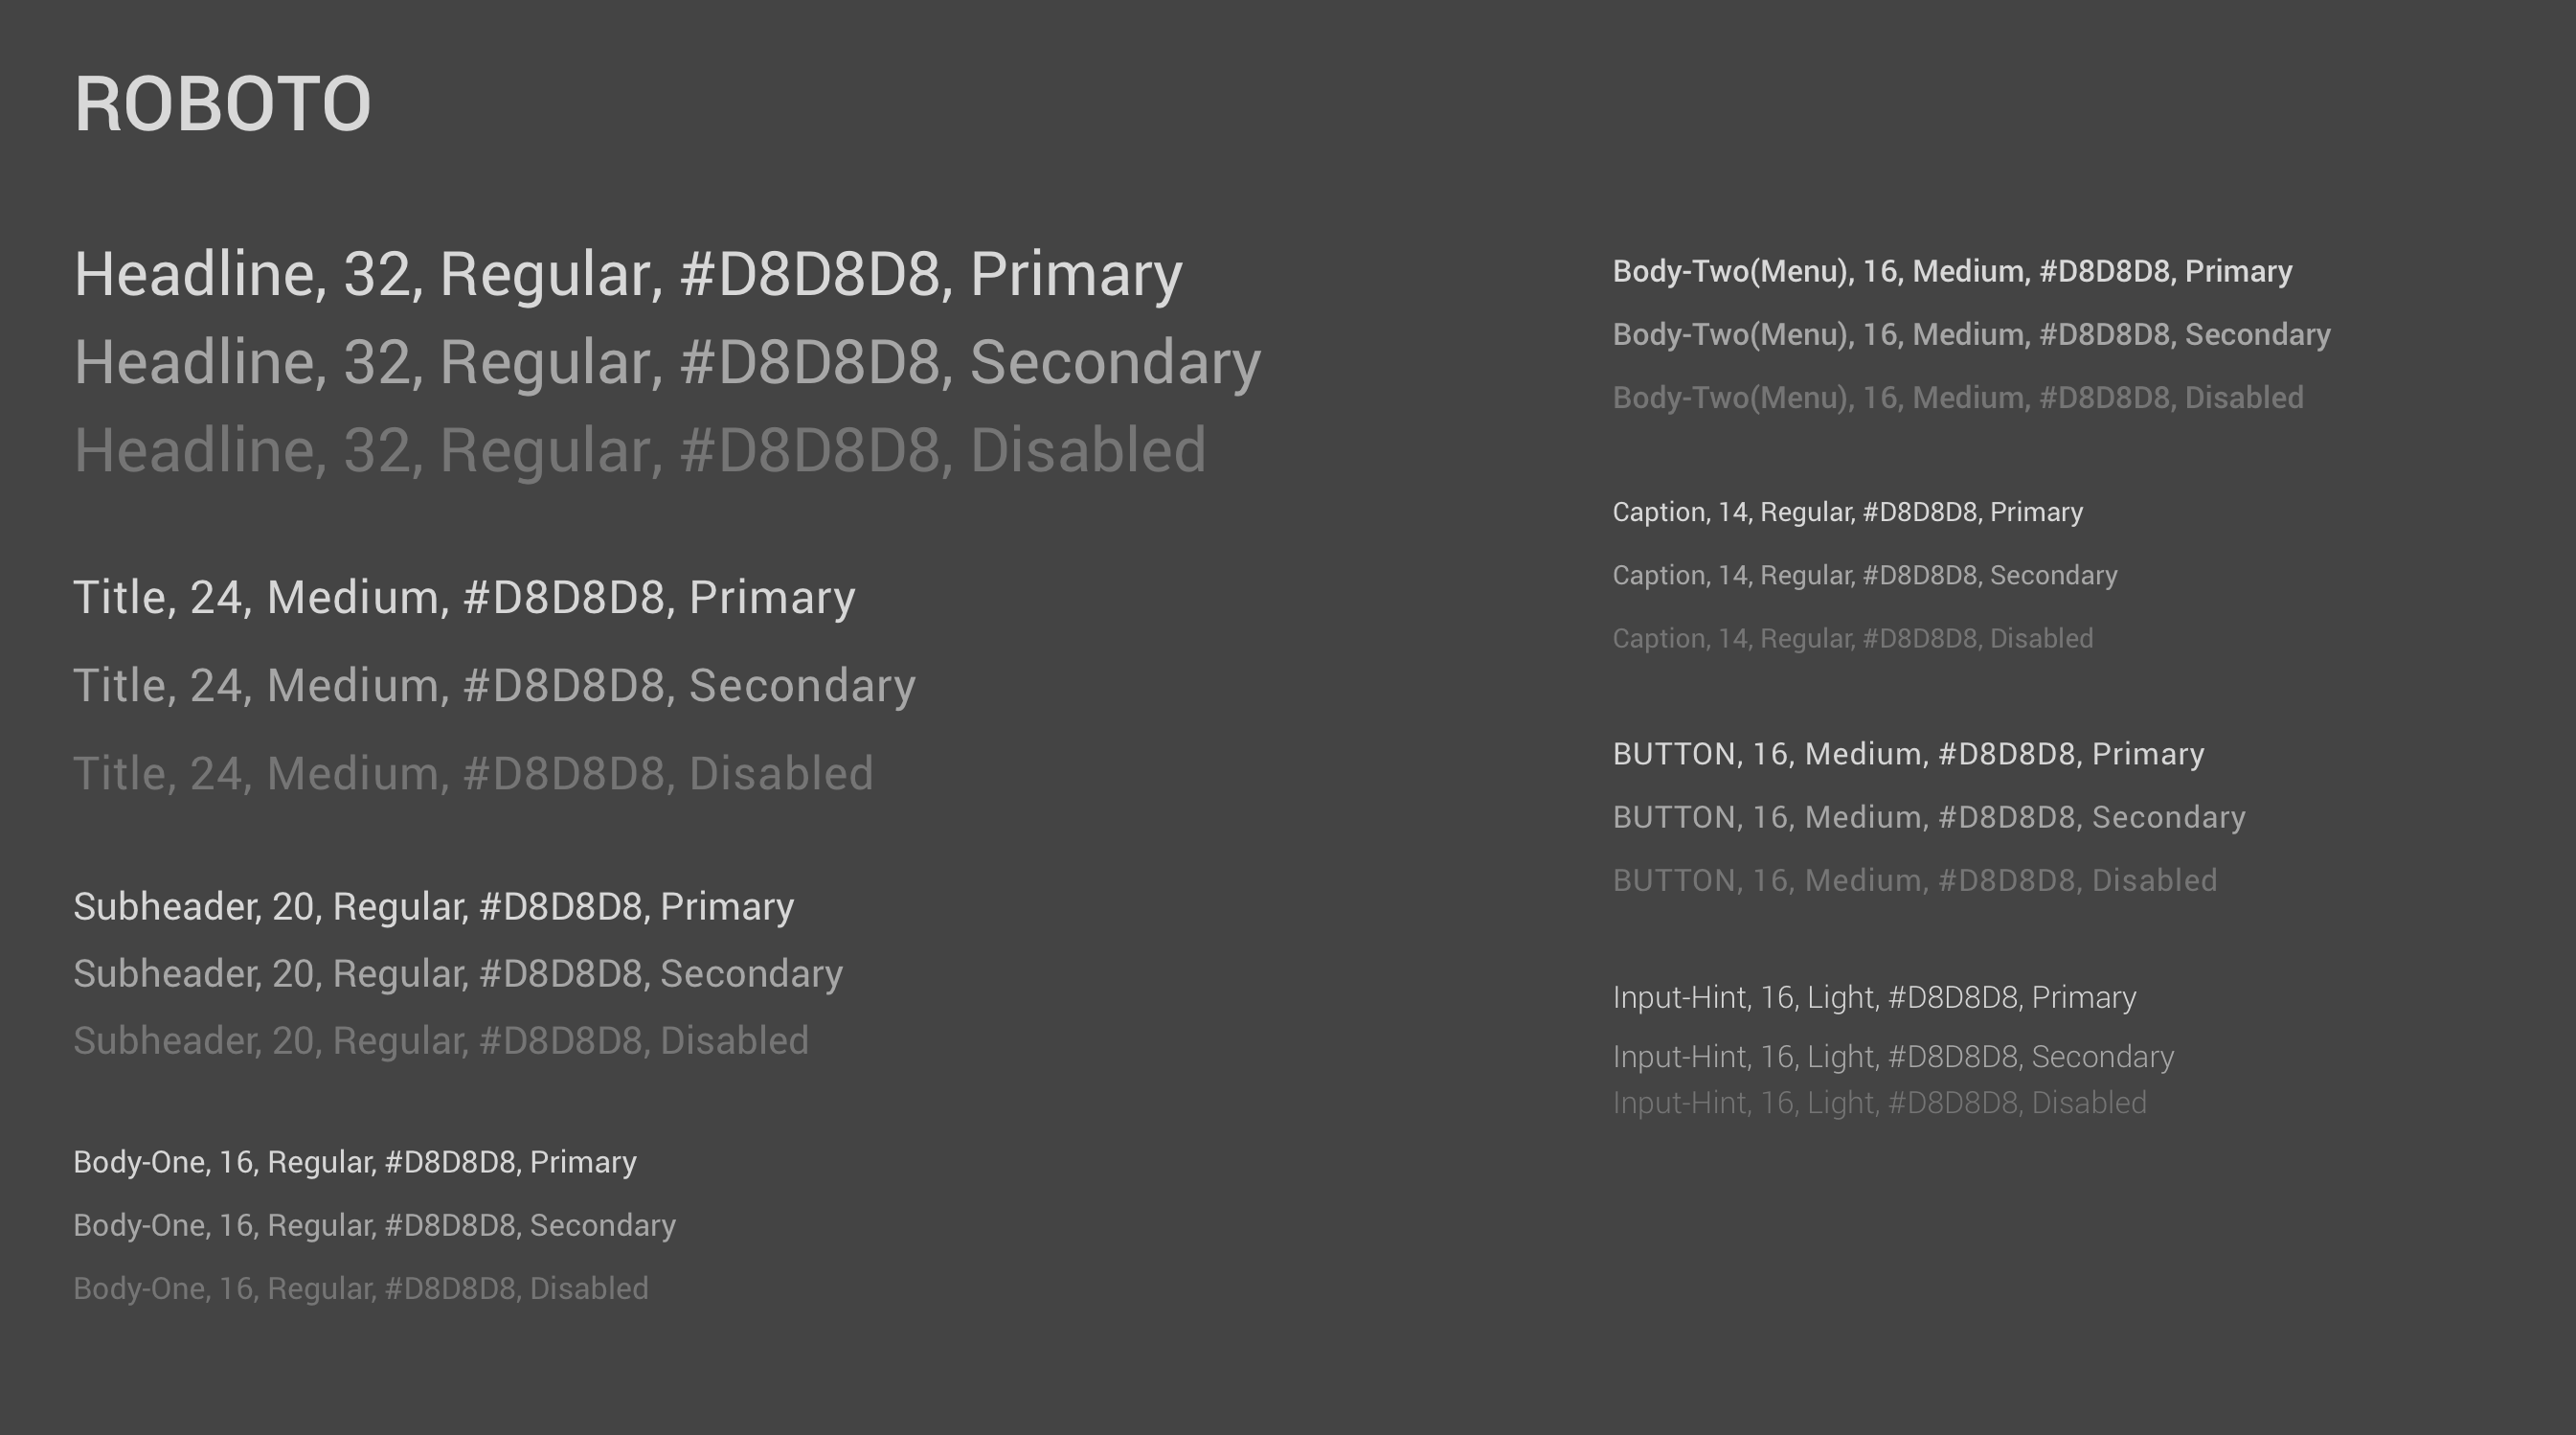 ROBOTO
Headline, 32, Regular, #D8D8D8, Primary
Headline, 32, Regular, #D8D8D8, Secondary
Headline, 32, Regular, #D8D8D8, Disabled
Title, 24, Medium, #D8D8D8, Primary
Title, 24, Medium, #D8D8D8, Secondary
Title, 24, Medium, #D8D8D8, Disabled
Subheader, 20, Regular, #D8D8D8, Primary
Subheader, 20, Regular, #D8D8D8, Secondary
Subheader, 20, Regular, #D8D8D8, Disabled
Body-One, 16, Regular, #D8D8D8, Primary
Body-One, 16, Regular, #D8D8D8, Secondary
Body-One, 16, Regular, #D8D8D8, Disabled
Body-Two(Menu), 16, Medium, #D8D8D8, Primary
Body-Two(Menu), 16, Medium, #D8D8D8, Secondary
Body-Two(Menu), 16, Medium, #D8D8D8, Disabled
Caption, 14, Regular, #D8D8D8, Primary
Caption, 14, Regular, #D8D8D8, Secondary
Caption, 14, Regular, #D8D8D8, Disabled
BUTTON, 16, Medium, #D8D8D8, Primary
BUTTON, 16, Medium, #D8D8D8, Secondary
BUTTON, 16, Medium, #D8D8D8, Disabled
Input-Hint, 16, Light, #D8D8D8, Primary
Input-Hint, 16, Light, #D8D8D8, Secondary
Input-Hint, 16, Light, #D8D8D8, Disabled